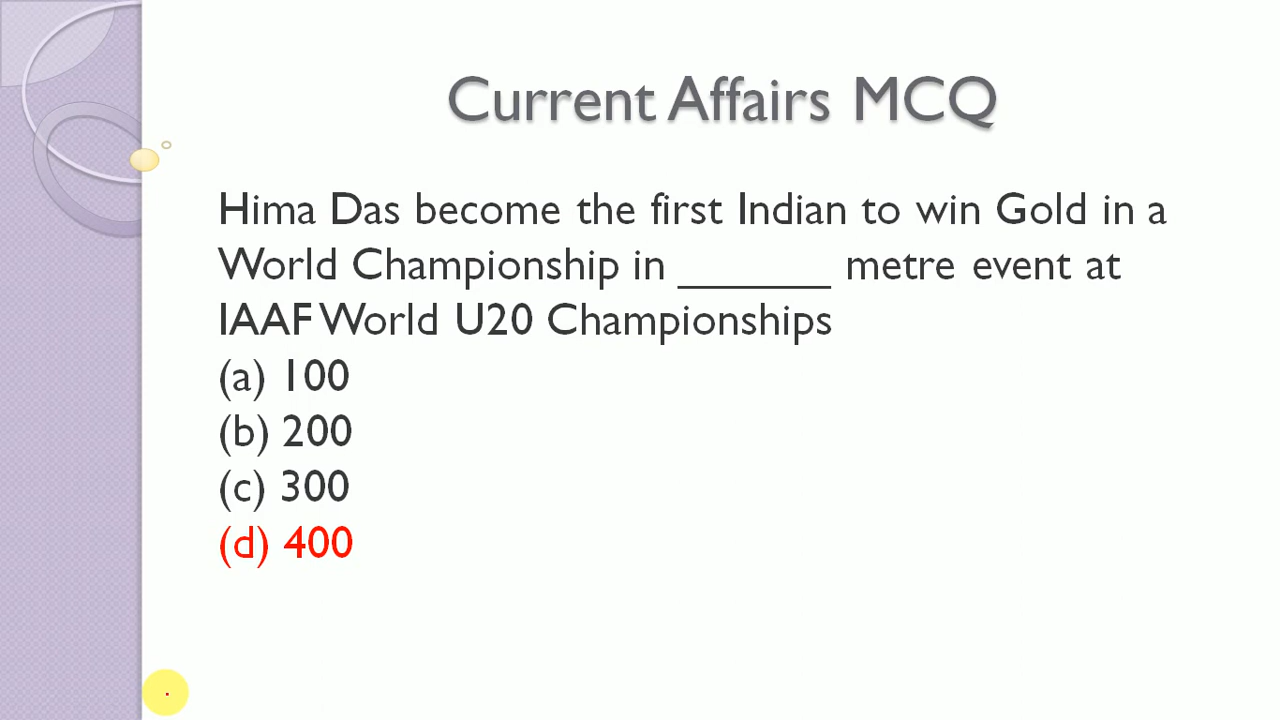 Current Affairs MCQ
Hima Das become the first Indian to win Gold in a
World Championship in ______ metre event at
IAAF World U20 Championships
(a) 100
(b) 200
(c) 300
(d) 400